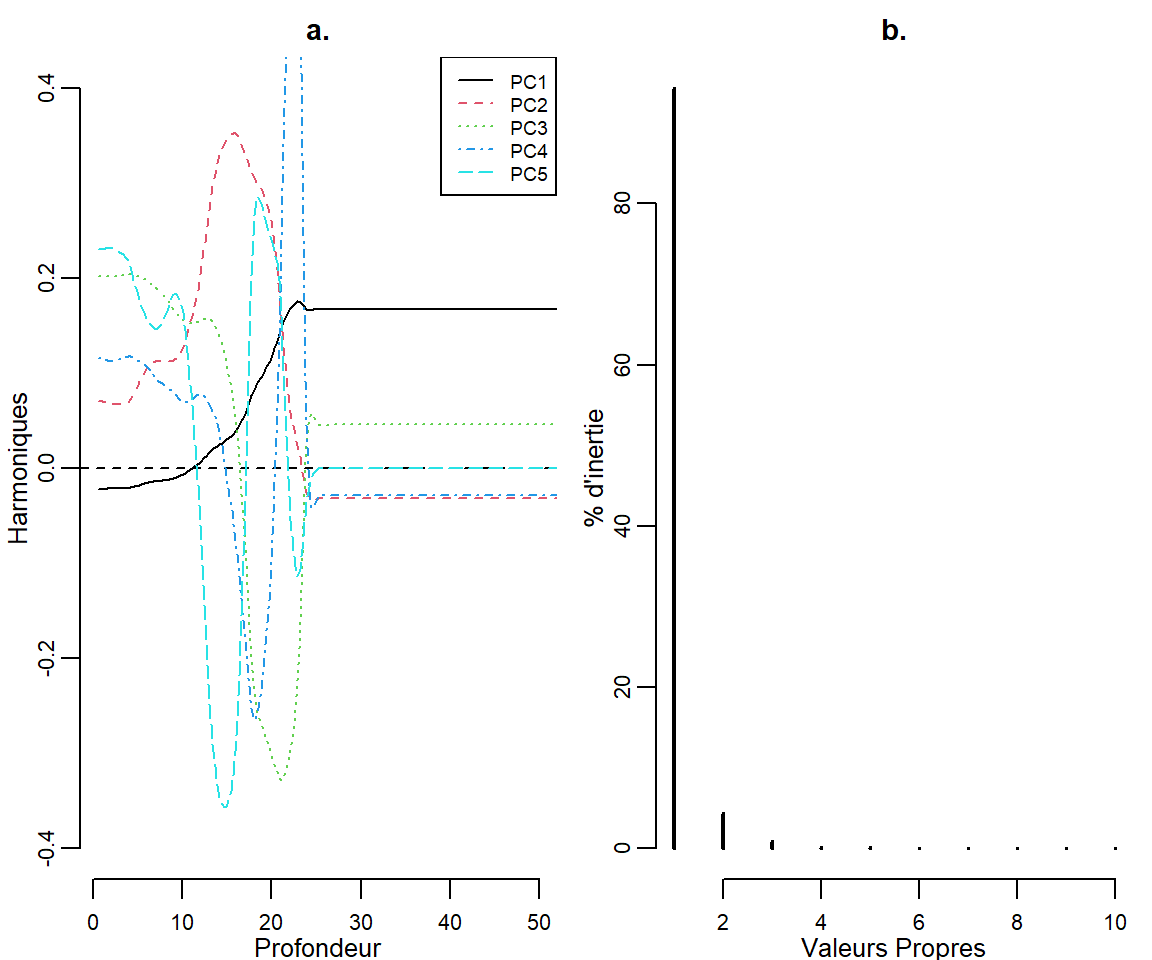 a.
PC1
PC2
PC3
PC4
PC5
0.4
0.2
0.0
-0.2
-0.4
Harmoniques
0 10 20 30 40 50
Profondeur
b.
80
60
40
20
0
% d'inertie
2 4 6 8 10
Valeurs Propres